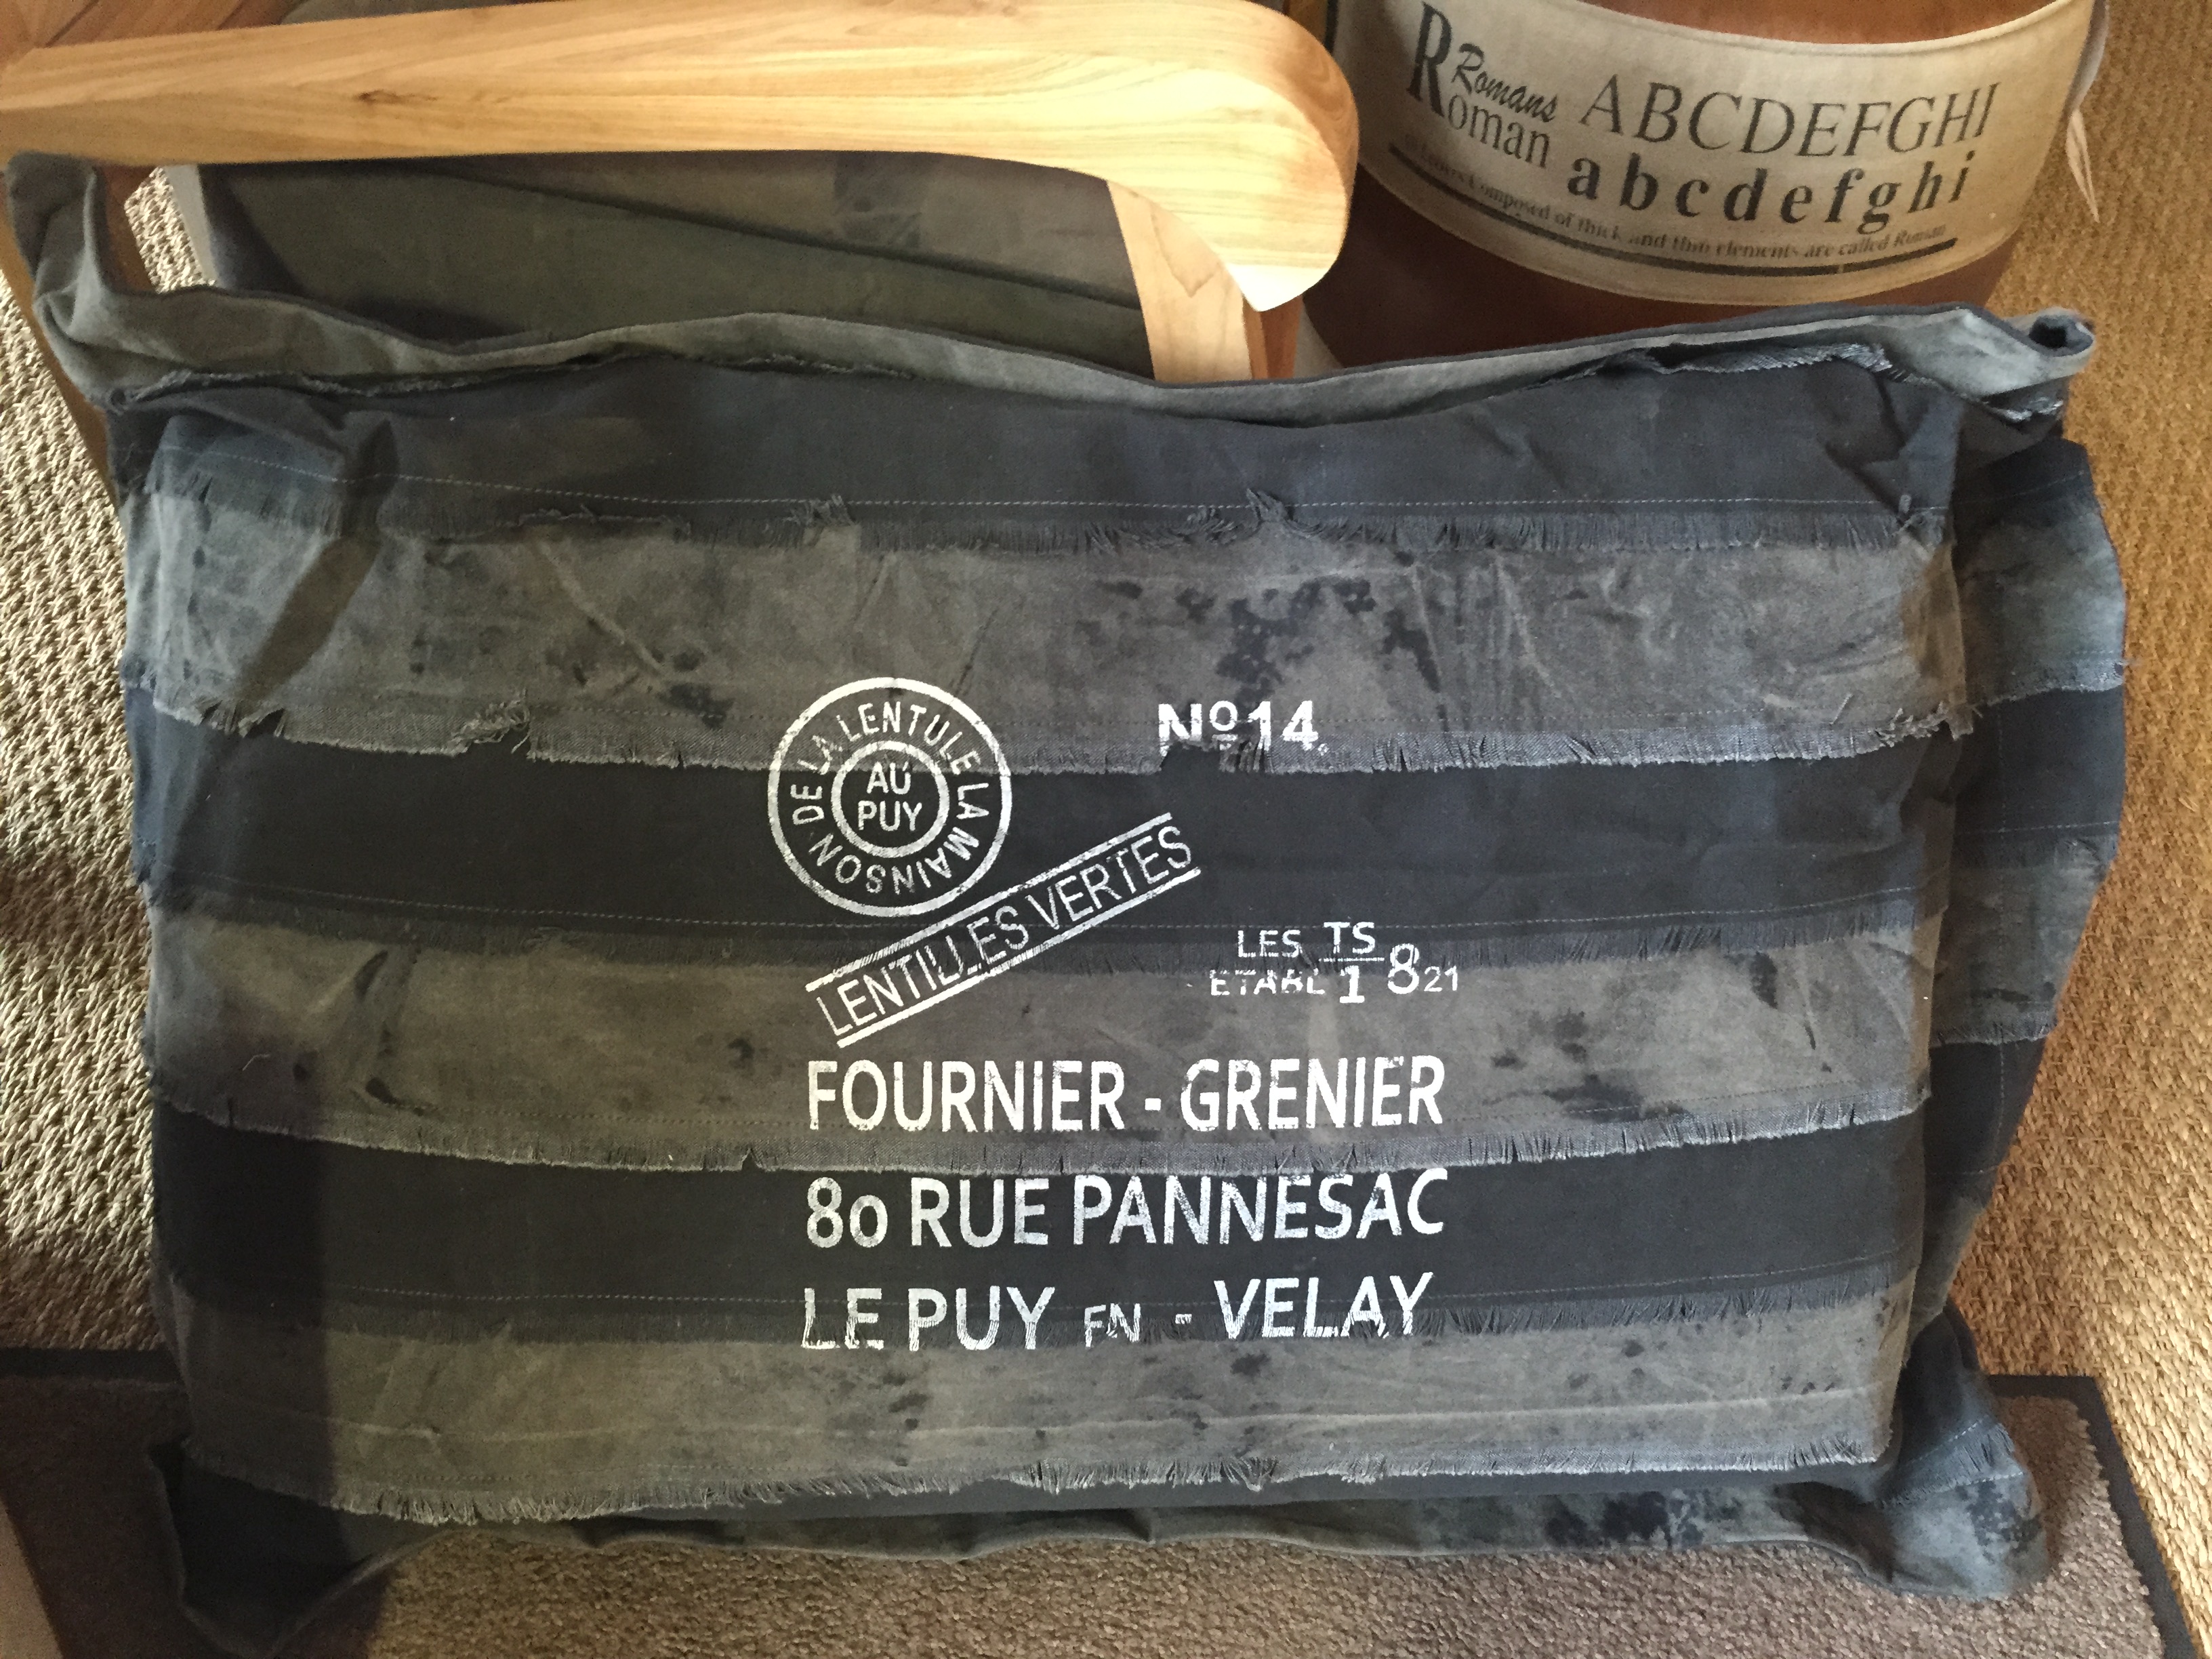 R Romans
Roman
ABCDEFGHI
abcdefghi
Composed of thick and thin elements are called Roman
DE LA LENTULE LA MAINSON
AU
PUY
Nº14
LENTILLES VERTES
LES TS
ETABL 1 821
FOURNIER - GRENIER
80 RUE PANNESAC
LE PUY EN - VELAY